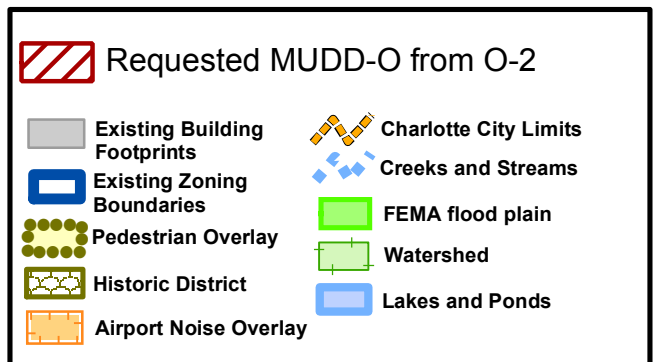 Requested MUDD-O from O-2
Existing Building
Footprints
Existing Zoning
Boundaries
Pedestrian Overlay
Historic District
Airport Noise Overlay
Charlotte City Limits
Creeks and Streams
FEMA flood plain
Watershed
Lakes and Ponds